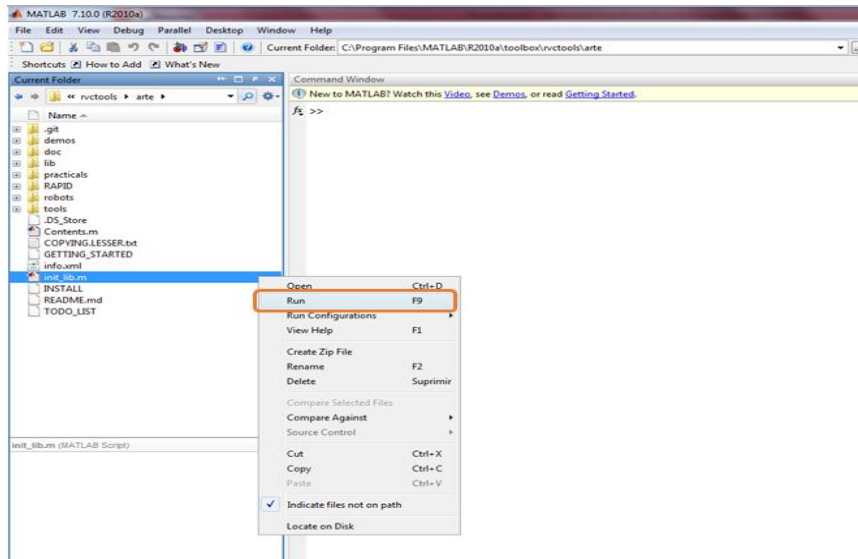 MATLAB 7.10.0 (R2010a)
File Edit View Debug Parallel Desktop Window Help
Current Folder: C:\Program Files\MATLAB\R2010a\toolbox\rvctools\arte
Shortcuts How to Add What's New
Current Folder
« rvctools ▸ arte ▸
Name
.git
demos
doc
lib
practicals
RAPID
robots
tools
.DS_Store
Contents.m
COPYING.LESSER.txt
GETTING_STARTED
info.xml
init_lib.m
INSTALL
README.md
TODO_LIST
init_lib.m (MATLAB Script)
Command Window
New to MATLAB? Watch this Video, see Demos, or read Getting Started.
fx >>
Open Ctrl+D
Run F9
Run Configurations
View Help F1
Create Zip File
Rename F2
Delete Suprimir
Compare Selected Files
Compare Against
Source Control
Cut Ctrl+X
Copy Ctrl+C
Paste Ctrl+V
Indicate files not on path
Locate on Disk